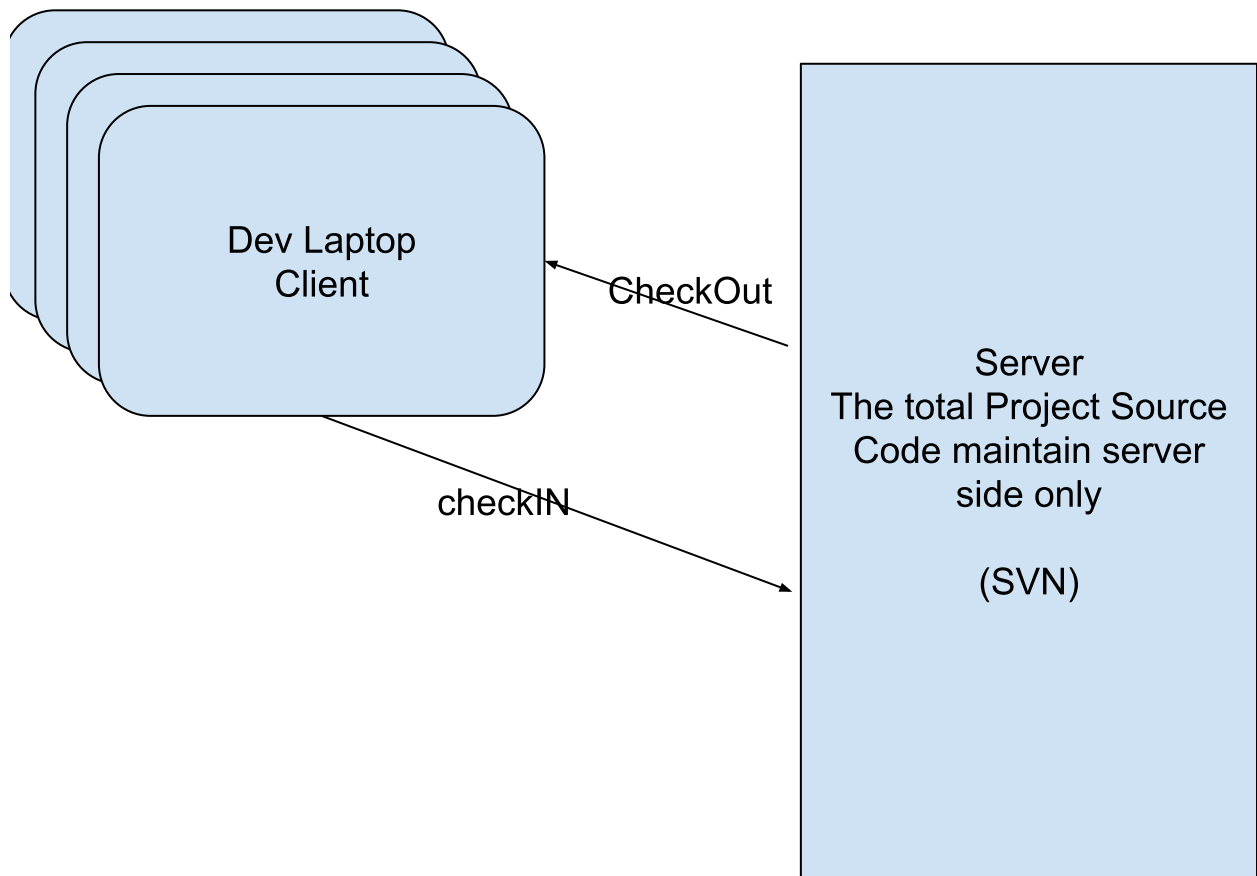 Dev Laptop
Client
CheckOut
checkIN
Server
The total Project Source
Code maintain server
side only
(SVN)